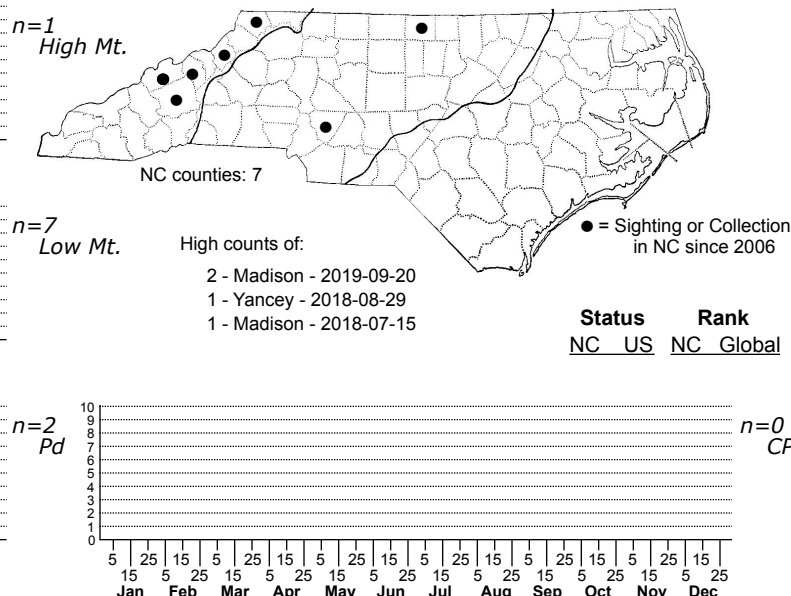 n=1
High Mt.
NC counties: 7
n=7
Low Mt.
High counts of:
2 - Madison - 2019-09-20
1 - Yancey - 2018-08-29
1 - Madison - 2018-07-15
● = Sighting or Collection
in NC since 2006
Status Rank
NC US NC Global
n=2
Pd
n=0
CP
10
9
8
7
6
5
4
3
2
1
0
5 25 15 5 25 15 5 25 15 5 25 15 5 25 15 5 25 15
15 5 25 15 5 25 15 5 25 15 5 25 15 5 25 15 5 25
Jan Feb Mar Apr May Jun Jul Aug Sep Oct Nov Dec